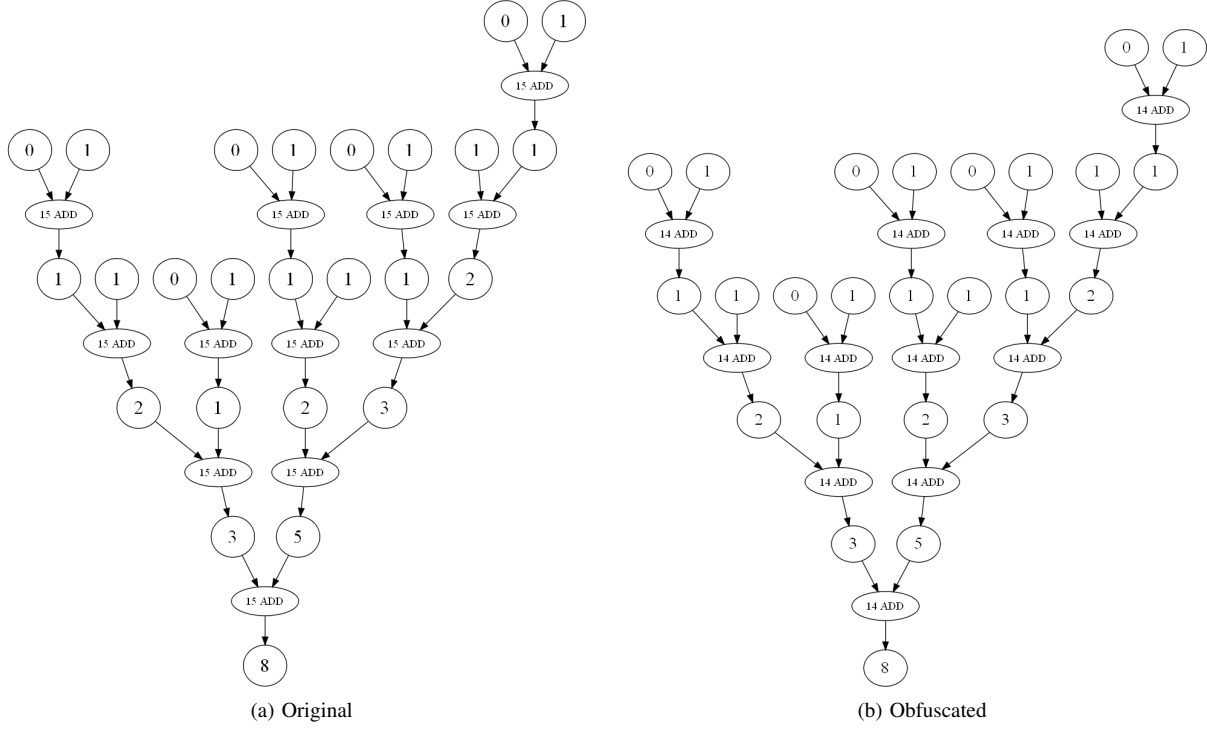 0 1
15 ADD
0 1 0 1 0 1 1 1
15 ADD 15 ADD 15 ADD 15 ADD
1 1 0 1 1 1 1 2
15 ADD 15 ADD 15 ADD 15 ADD
2 1 2 3
15 ADD 15 ADD
3 5
15 ADD
8
(a) Original
0 1
14 ADD
0 1 0 1 0 1 1 1
14 ADD 14 ADD 14 ADD 14 ADD
1 1 0 1 1 1 1 2
14 ADD 14 ADD 14 ADD 14 ADD
2 1 2 3
14 ADD 14 ADD
3 5
14 ADD
8
(b) Obfuscated